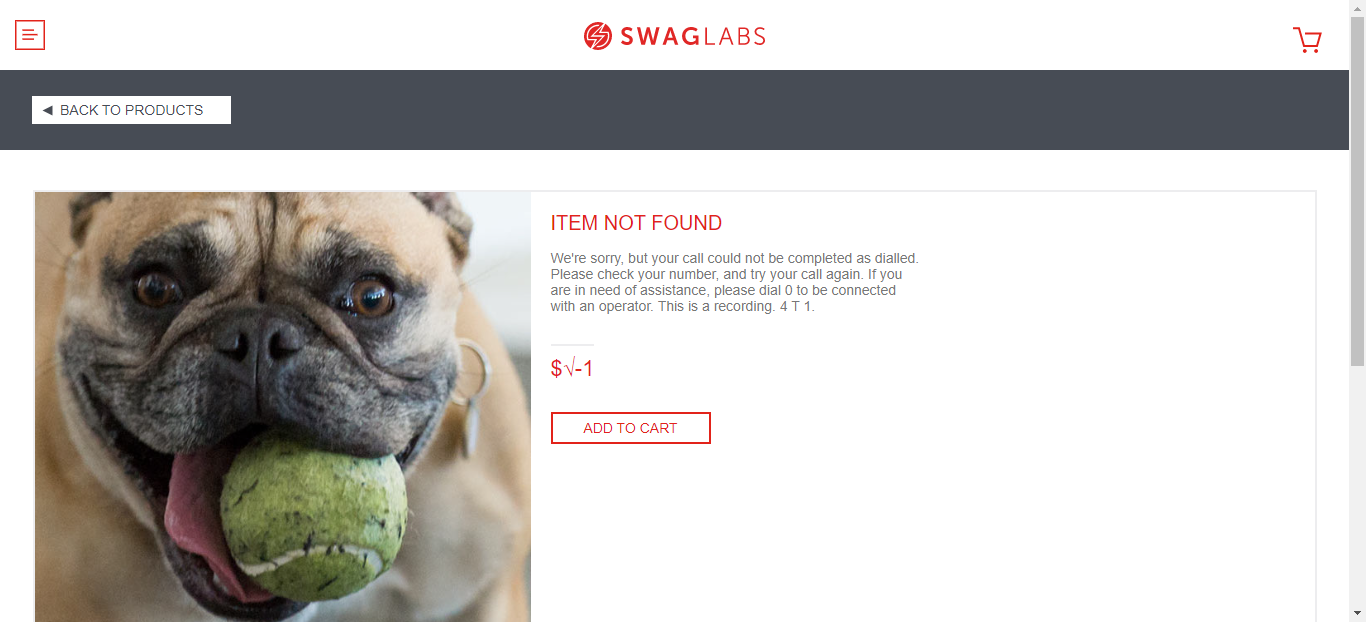 SWAGLABS
◄ BACK TO PRODUCTS
ITEM NOT FOUND
We're sorry, but your call could not be completed as dialled.
Please check your number, and try your call again. If you
are in need of assistance, please dial 0 to be connected
with an operator. This is a recording. 4 T 1.
$√-1
ADD TO CART